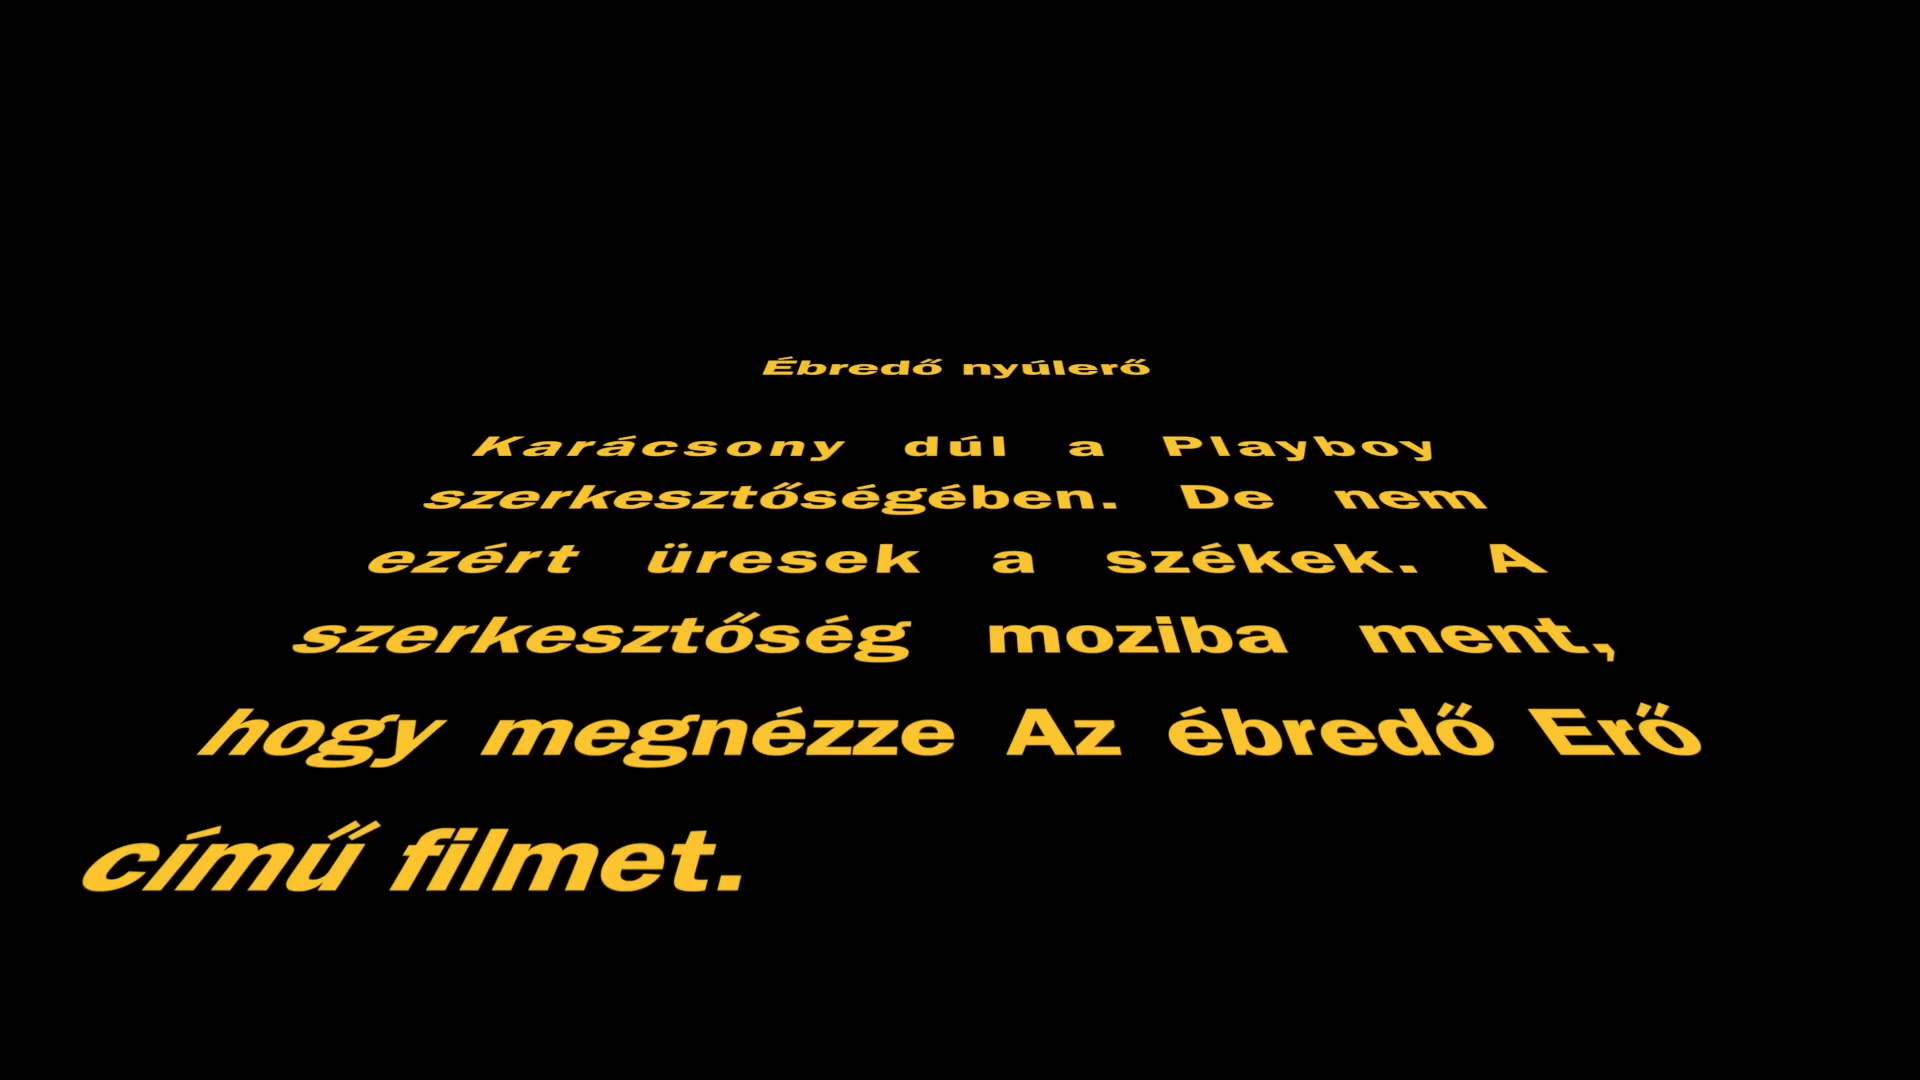 Ébredő nyúlerő
Karácsony dúl a Playboy
szerkesztőségében. De nem
ezért üresek a székek. A
szerkesztőség moziba ment,
hogy megnézze Az ébredő Erő
című filmet.